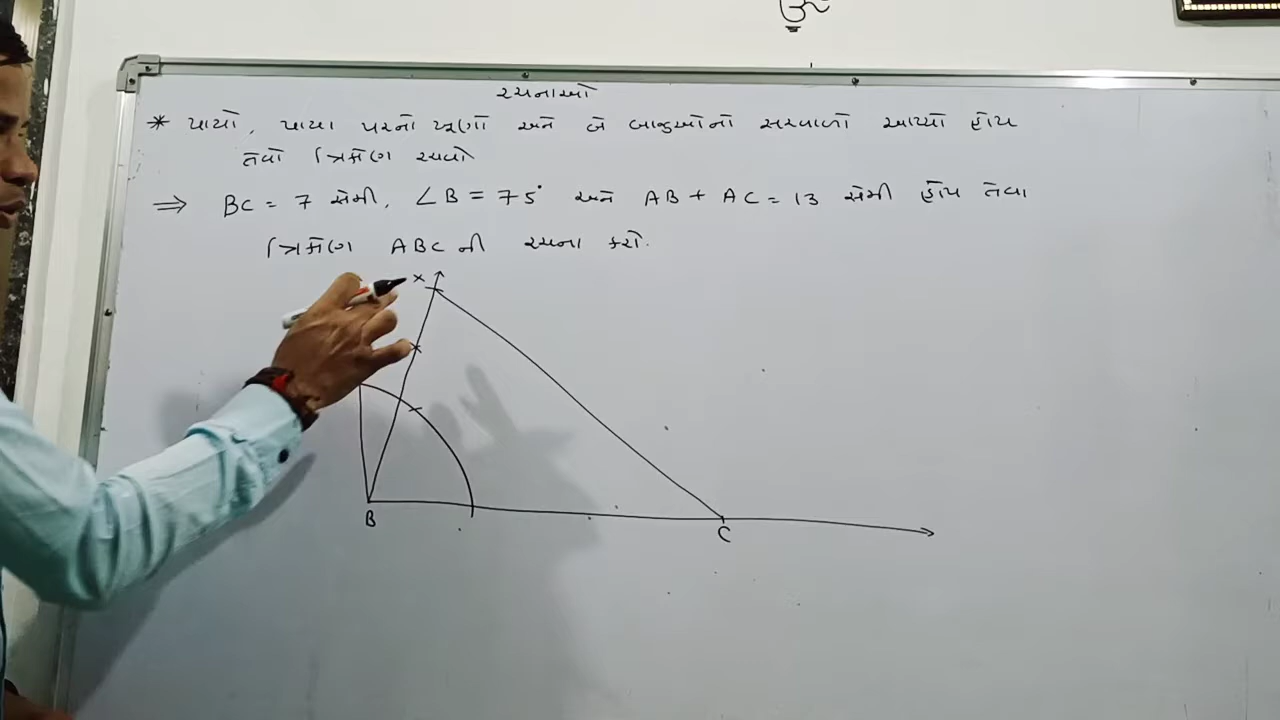 રચનાઓ
* પાયો, પાયા પરનો ખૂણો અને બે બાજુઓનો સરવાળો આપ્યો હોય
તેવો ત્રિકોણ રચવો
⇒ BC = 7 સેમી, ∠B = 75° અને AB + AC = 13 સેમી હોય તેવા
ત્રિકોણ ABC ની રચના કરો.
X
B
C